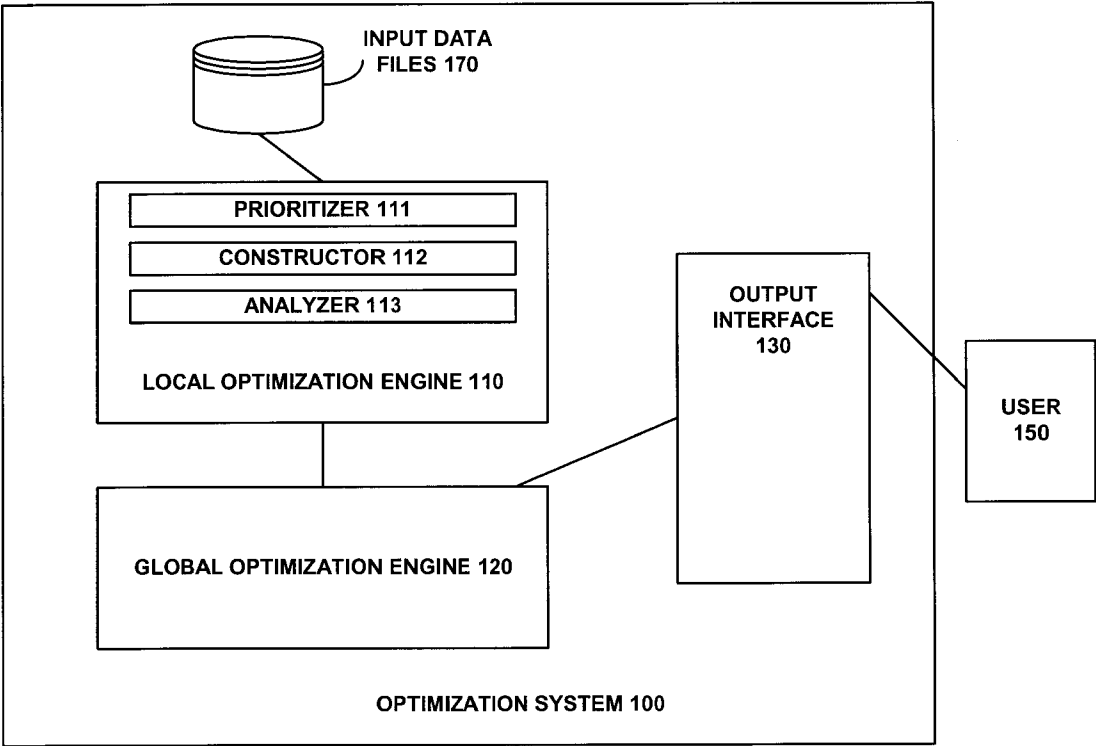 INPUT DATA
FILES 170
PRIORITIZER 111
CONSTRUCTOR 112
ANALYZER 113
LOCAL OPTIMIZATION ENGINE 110
OUTPUT
INTERFACE
130
USER
150
GLOBAL OPTIMIZATION ENGINE 120
OPTIMIZATION SYSTEM 100